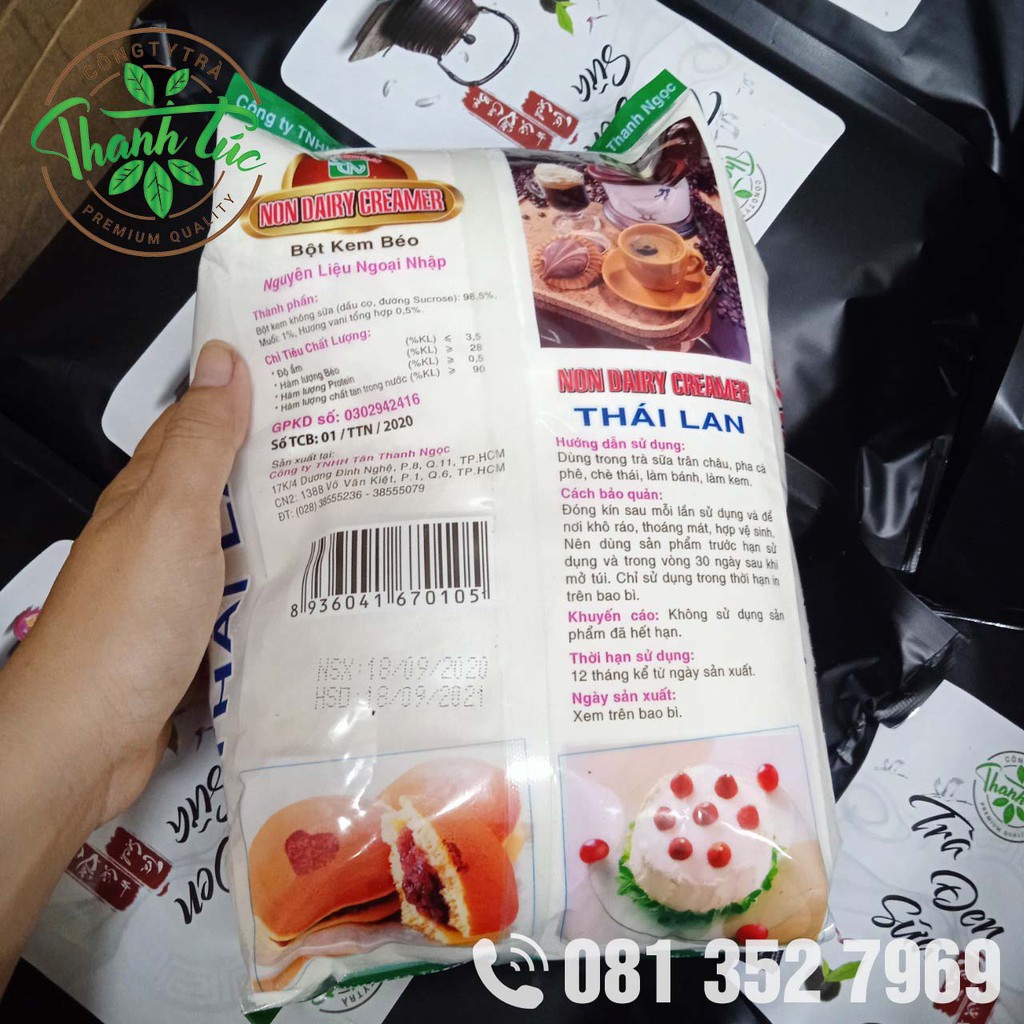 CÔNG TY TRÀ
Thanh Túc
PREMIUM QUALITY
Công ty TNHH
Thanh Ngọc
NON DAIRY CREAMER
Bột Kem Béo
Nguyên Liệu Ngoại Nhập
Thành phần:
Bột kem không sữa (dầu cọ, đường Sucrose): 98,5%,
Muối: 1%, Hương vani tổng hợp 0,5%.
Chỉ Tiêu Chất Lượng:
* Độ ẩm (%KL) ≤ 3,5
* Hàm lượng Béo (%KL) ≥ 28
* Hàm lượng Protein (%KL) ≥ 0,5
* Hàm lượng chất tan trong nước (%KL) ≥ 90
GPKD số: 0302942416
Số TCB: 01 / TTN / 2020
Sản xuất tại:
Công ty TNHH Tân Thanh Ngọc
17K/4 Dương Đình Nghệ, P.8, Q.11, TP.HCM
CN2: 1388 Võ Văn Kiệt, P.1, Q.6, TP.HCM
ĐT: (028) 38555236 - 38555079
8 936041 670105
NSX:18/09/2020
HSD:18/09/2021
NON DAIRY CREAMER
THÁI LAN
Hướng dẫn sử dụng:
Dùng trong trà sữa trân châu, pha cà
phê, chè thái, làm bánh, làm kem.
Cách bảo quản:
Đóng kín sau mỗi lần sử dụng và để
nơi khô ráo, thoáng mát, hợp vệ sinh.
Nên dùng sản phẩm trước hạn sử
dụng và trong vòng 30 ngày sau khi
mở túi. Chỉ sử dụng trong thời hạn in
trên bao bì.
Khuyến cáo: Không sử dụng sản
phẩm đã hết hạn.
Thời hạn sử dụng:
12 tháng kể từ ngày sản xuất.
Ngày sản xuất:
Xem trên bao bì.
Trà Đen
Sữa
081 352 7969